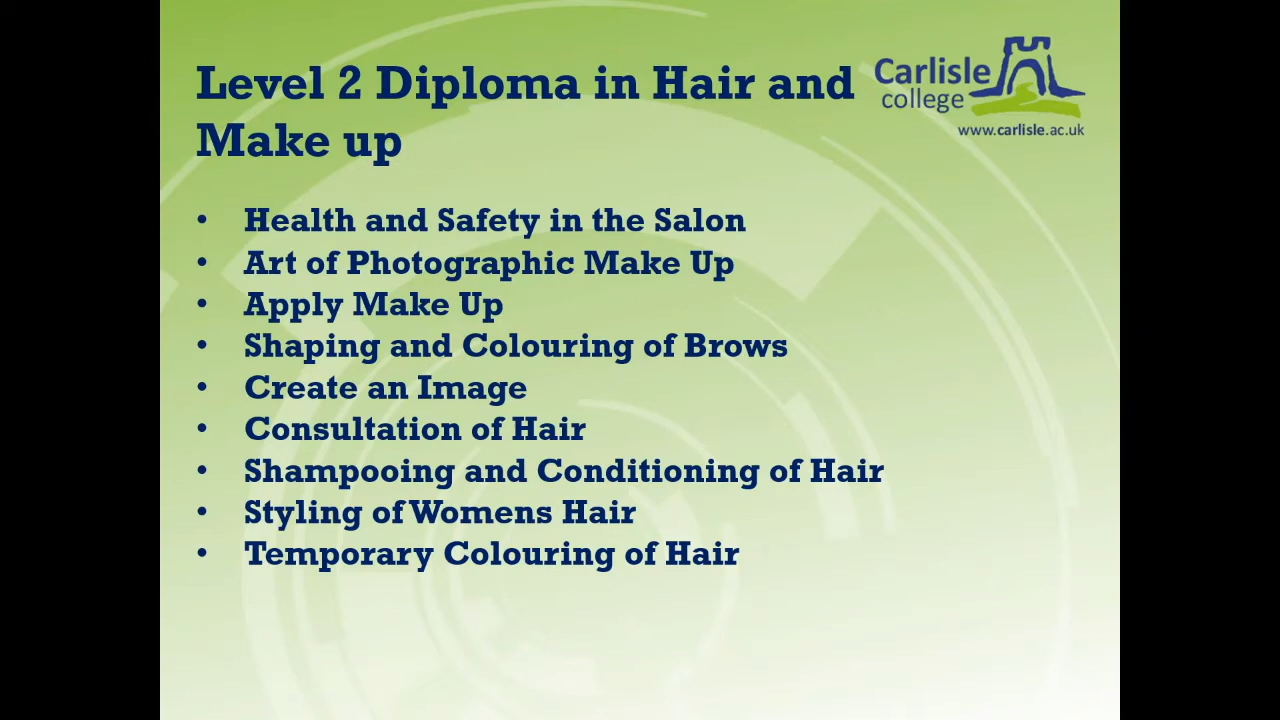 Level 2 Diploma in Hair and
Make up
Carlisle
college
www.carlisle.ac.uk
• Health and Safety in the Salon
• Art of Photographic Make Up
• Apply Make Up
• Shaping and Colouring of Brows
• Create an Image
• Consultation of Hair
• Shampooing and Conditioning of Hair
• Styling of Womens Hair
• Temporary Colouring of Hair